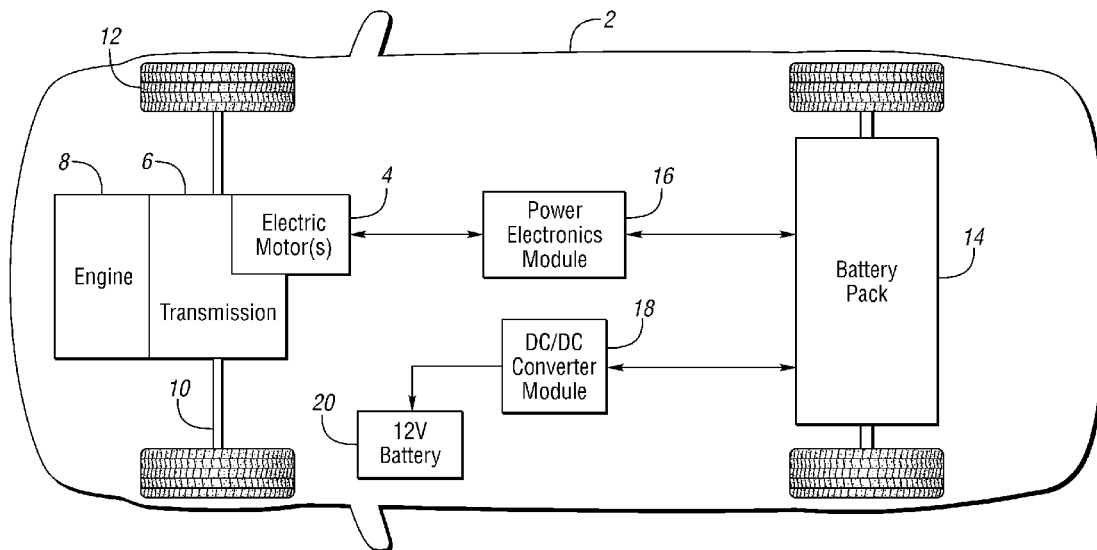 2
12
8
6
4
16
Electric
Motor(s)
Power
Electronics
Module
14
Battery
Pack
Engine
Transmission
18
DC/DC
Converter
Module
10
20
12V
Battery